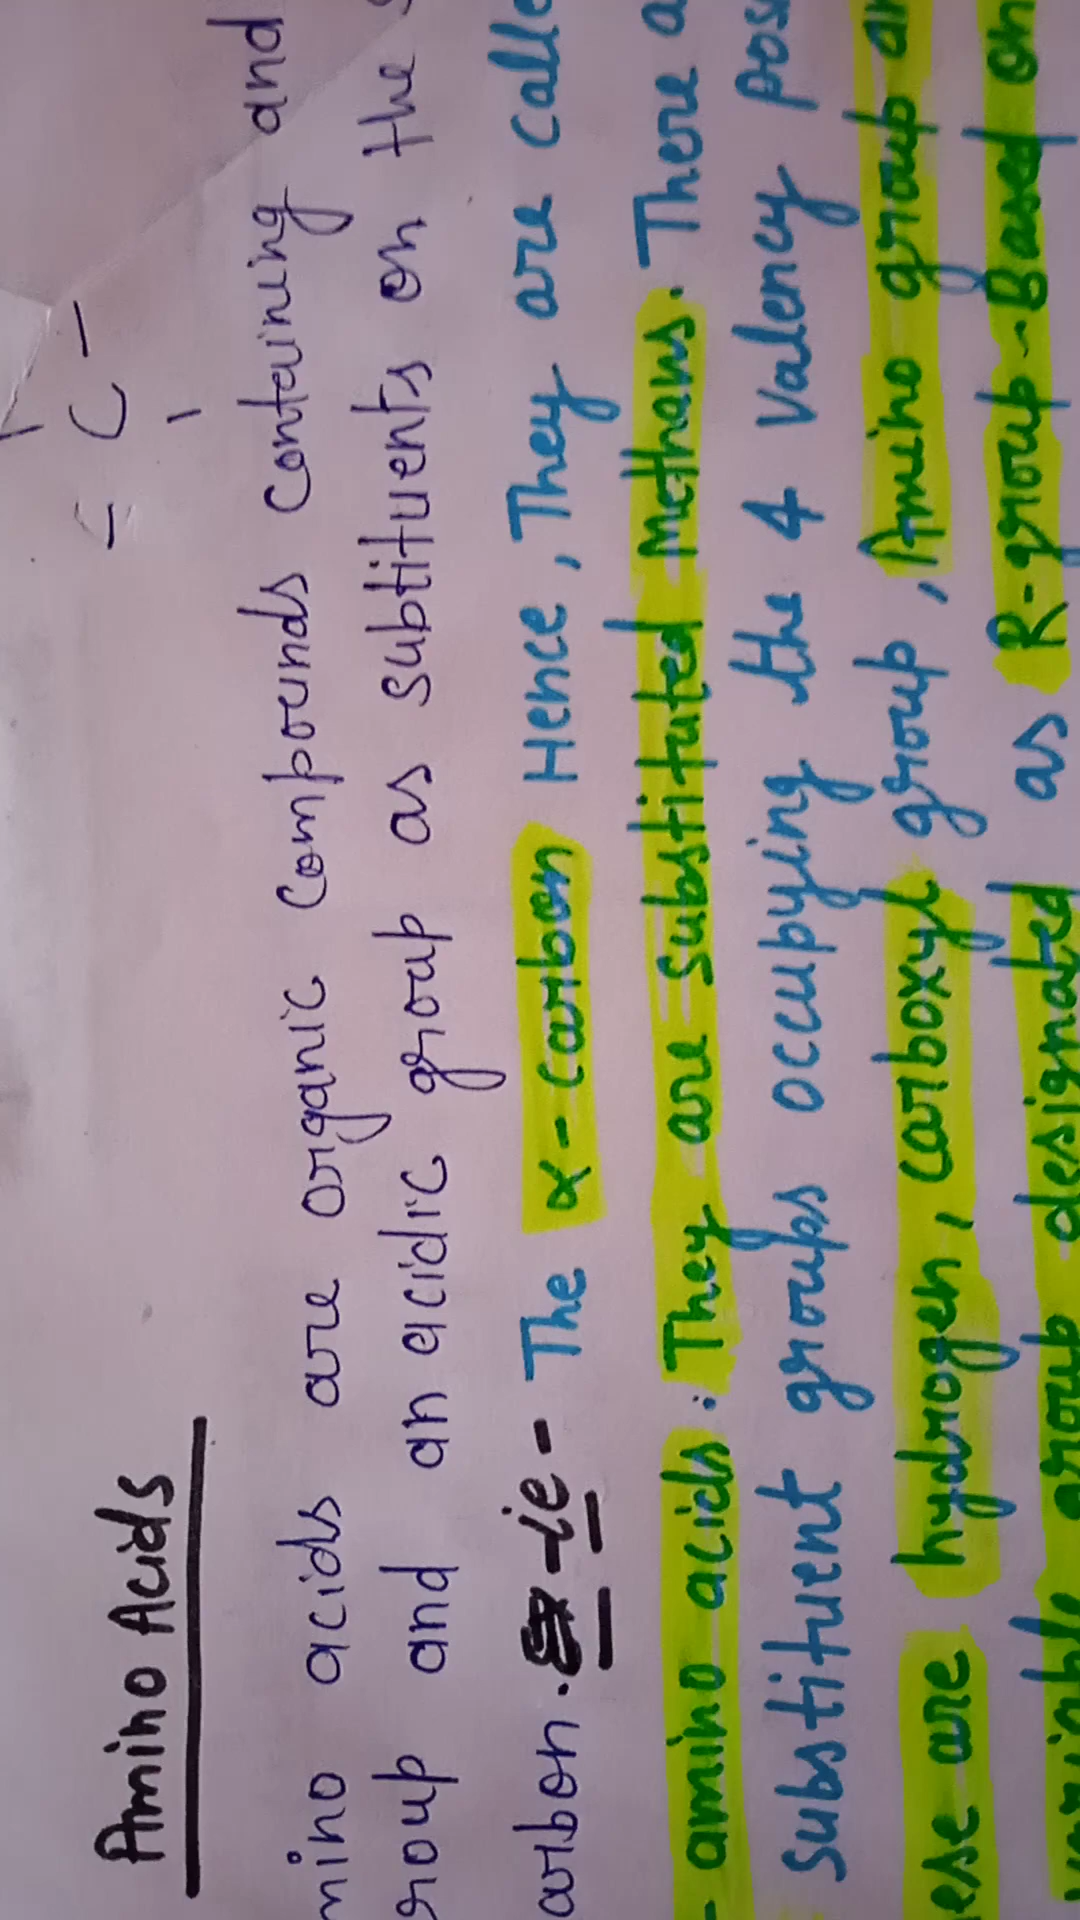 = C -
Amino Acids
mino acids are organic compounds containing and
roup and an acidic group as subtituents on the s
arbon. -ie - The α-carbon Hence, They are calle
- amino acids: They are substituted Methans. There a
substituent groups occupying the 4 valency pos
ese are hydrogen, carboxyl group, Amino group an
variable group designated as R-group-Based on